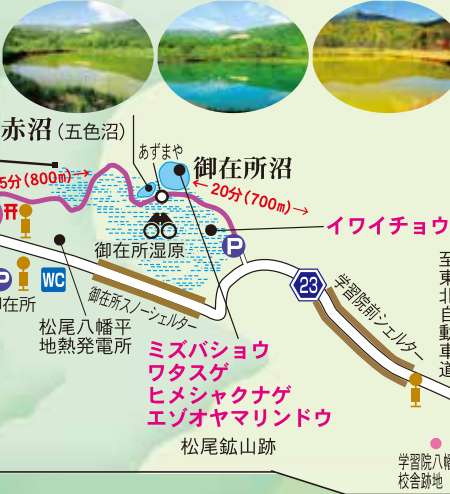 赤沼(五色沼)
あずまや
御在所沼
5分(800m)→
←20分(700m)→
イワイチョウ
P
御在所湿原
P
WC
在所
御在所スノーシェルター
23
学習院前シェルター
至東北自動車道
松尾八幡平
地熱発電所
ミズバショウ
ワタスゲ
ヒメシャクナゲ
エゾオヤマリンドウ
松尾鉱山跡
学習院八幡
校舎跡地